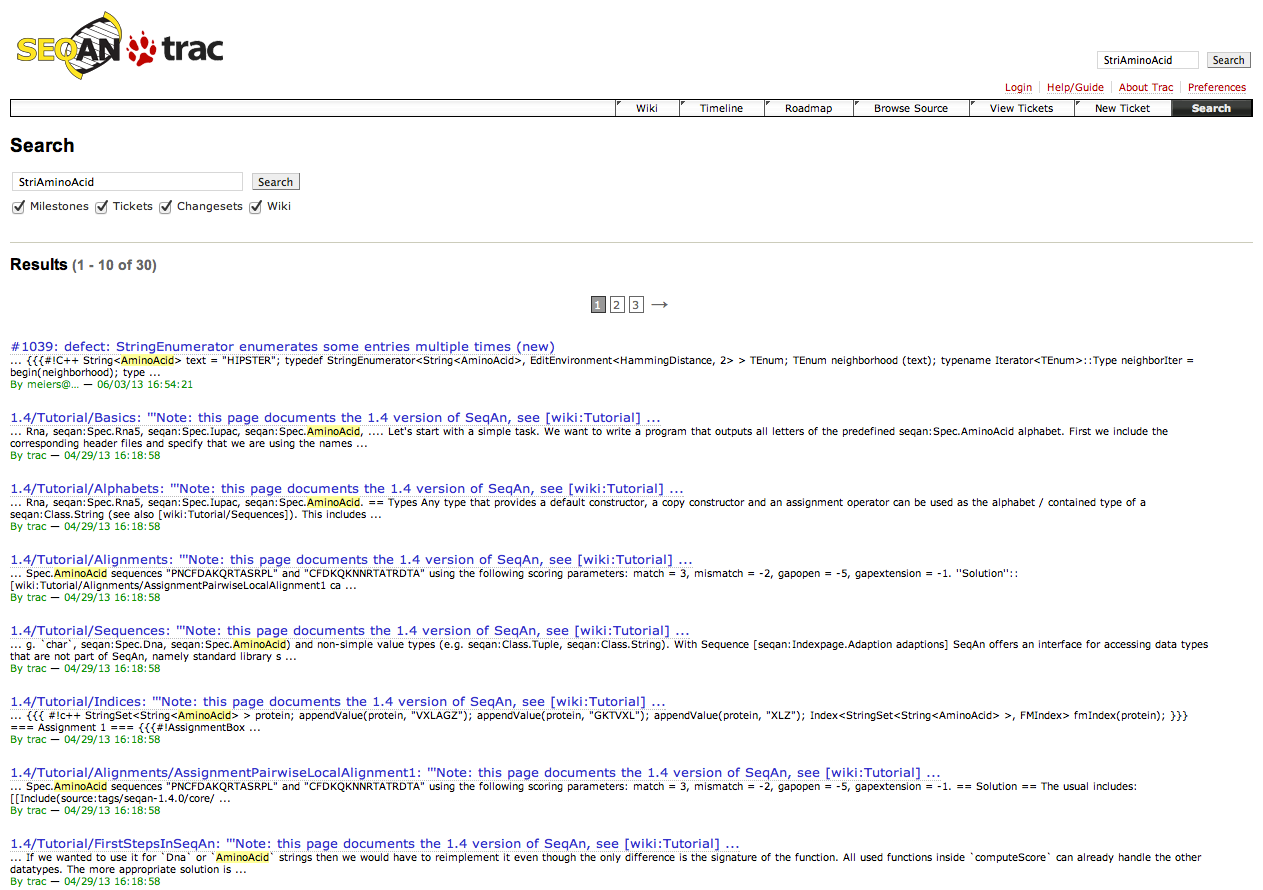 SEQAN trac
StriAminoAcid Search
Login Help/Guide About Trac Preferences
Wiki Timeline Roadmap Browse Source View Tickets New Ticket Search
Search
StriAminoAcid Search
Milestones Tickets Changesets Wiki
Results (1 - 10 of 30)
1 2 3 →
#1039: defect: StringEnumerator enumerates some entries multiple times (new)
... {{{#!C++ String<AminoAcid> text = "HIPSTER"; typedef StringEnumerator<String<AminoAcid>, EditEnvironment<HammingDistance, 2> > TEnum; TEnum neighborhood (text); typename Iterator<TEnum>::Type neighborIter =
begin(neighborhood); type ...
By meiers@... — 06/03/13 16:54:21
1.4/Tutorial/Basics: '''Note: this page documents the 1.4 version of SeqAn, see [wiki:Tutorial] ...
... Rna, seqan:Spec.Rna5, seqan:Spec.Iupac, seqan:Spec.AminoAcid, .... Let's start with a simple task. We want to write a program that outputs all letters of the predefined seqan:Spec.AminoAcid alphabet. First we include the
corresponding header files and specify that we are using the names ...
By trac — 04/29/13 16:18:58
1.4/Tutorial/Alphabets: '''Note: this page documents the 1.4 version of SeqAn, see [wiki:Tutorial] ...
... Rna, seqan:Spec.Rna5, seqan:Spec.Iupac, seqan:Spec.AminoAcid. == Types Any type that provides a default constructor, a copy constructor and an assignment operator can be used as the alphabet / contained type of a
seqan:Class.String (see also [wiki:Tutorial/Sequences]). This includes ...
By trac — 04/29/13 16:18:58
1.4/Tutorial/Alignments: '''Note: this page documents the 1.4 version of SeqAn, see [wiki:Tutorial] ...
... Spec.AminoAcid sequences "PNCFDAKQRTASRPL" and "CFDKQKNNRTATRDTA" using the following scoring parameters: match = 3, mismatch = -2, gapopen = -5, gapextension = -1. ''Solution''::
[wiki:Tutorial/Alignments/AssignmentPairwiseLocalAlignment1 ca ...
By trac — 04/29/13 16:18:58
1.4/Tutorial/Sequences: '''Note: this page documents the 1.4 version of SeqAn, see [wiki:Tutorial] ...
... g. `char`, seqan:Spec.Dna, seqan:Spec.AminoAcid) and non-simple value types (e.g. seqan:Class.Tuple, seqan:Class.String). With Sequence [seqan:Indexpage.Adaption adaptions] SeqAn offers an interface for accessing data types
that are not part of SeqAn, namely standard library s ...
By trac — 04/29/13 16:18:58
1.4/Tutorial/Indices: '''Note: this page documents the 1.4 version of SeqAn, see [wiki:Tutorial] ...
... {{{ #!c++ StringSet<String<AminoAcid> > protein; appendValue(protein, "VXLAGZ"); appendValue(protein, "GKTVXL"); appendValue(protein, "XLZ"); Index<StringSet<String<AminoAcid> >, FMIndex> fmIndex(protein); }}}
=== Assignment 1 === {{{#!AssignmentBox ...
By trac — 04/29/13 16:18:58
1.4/Tutorial/Alignments/AssignmentPairwiseLocalAlignment1: '''Note: this page documents the 1.4 version of SeqAn, see [wiki:Tutorial] ...
... Spec.AminoAcid sequences "PNCFDAKQRTASRPL" and "CFDKQKNNRTATRDTA" using the following scoring parameters: match = 3, mismatch = -2, gapopen = -5, gapextension = -1. == Solution == The usual includes:
[[Include(source:tags/seqan-1.4.0/core/ ...
By trac — 04/29/13 16:18:58
1.4/Tutorial/FirstStepsInSeqAn: '''Note: this page documents the 1.4 version of SeqAn, see [wiki:Tutorial] ...
... If we wanted to use it for `Dna` or `AminoAcid` strings then we would have to reimplement it even though the only difference is the signature of the function. All used functions inside `computeScore` can already handle the other
datatypes. The more appropriate solution is ...
By trac — 04/29/13 16:18:58